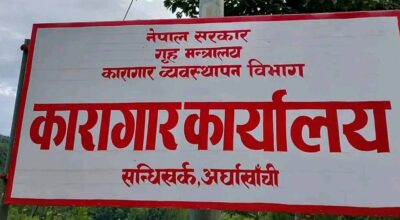 नेपाल सरकार
गृह मन्त्रालय
कारागार व्यवस्थापन विभाग
कारागार कार्यालय
सन्धिखर्क, अर्घाखाँची